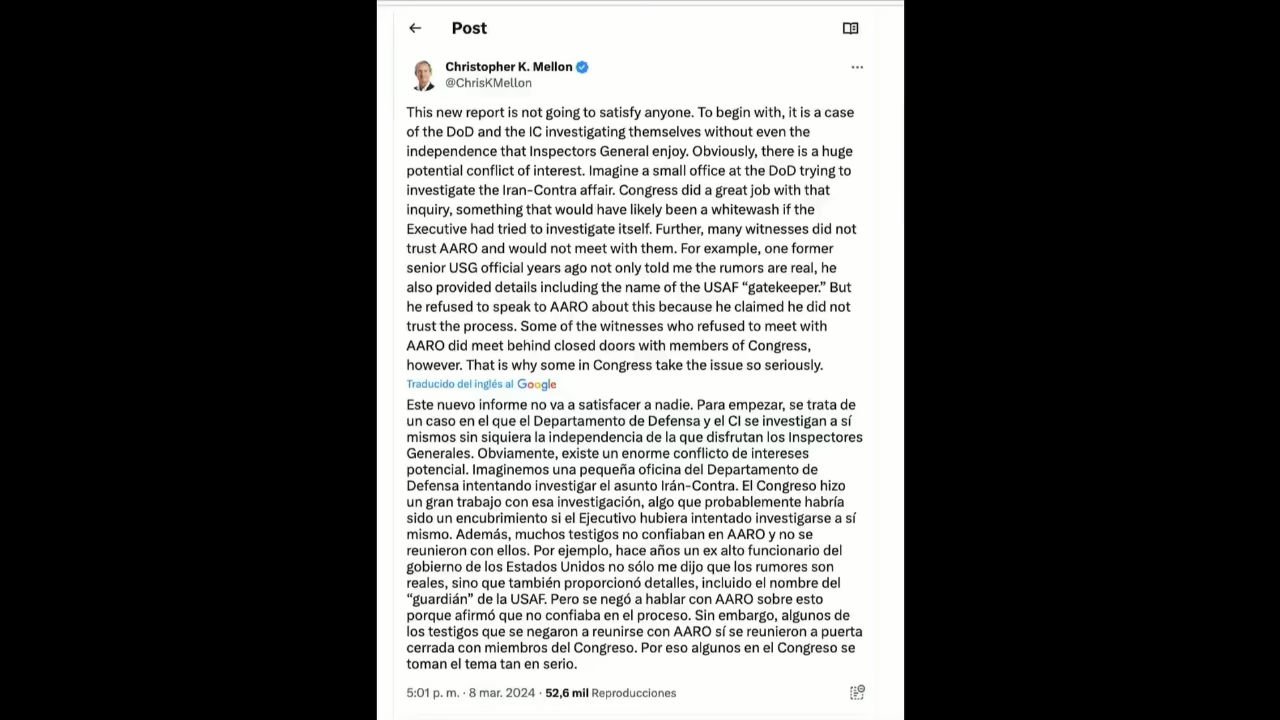 Post
Christopher K. Mellon
@ChrisKMellon
This new report is not going to satisfy anyone. To begin with, it is a case
of the DoD and the IC investigating themselves without even the
independence that Inspectors General enjoy. Obviously, there is a huge
potential conflict of interest. Imagine a small office at the DoD trying to
investigate the Iran-Contra affair. Congress did a great job with that
inquiry, something that would have likely been a whitewash if the
Executive had tried to investigate itself. Further, many witnesses did not
trust AARO and would not meet with them. For example, one former
senior USG official years ago not only told me the rumors are real, he
also provided details including the name of the USAF “gatekeeper.” But
he refused to speak to AARO about this because he claimed he did not
trust the process. Some of the witnesses who refused to meet with
AARO did meet behind closed doors with members of Congress,
however. That is why some in Congress take the issue so seriously.
Traducido del inglés al Google
Este nuevo informe no va a satisfacer a nadie. Para empezar, se trata de
un caso en el que el Departamento de Defensa y el CI se investigan a sí
mismos sin siquiera la independencia de la que disfrutan los Inspectores
Generales. Obviamente, existe un enorme conflicto de intereses
potencial. Imaginemos una pequeña oficina del Departamento de
Defensa intentando investigar el asunto Irán-Contra. El Congreso hizo
un gran trabajo con esa investigación, algo que probablemente habría
sido un encubrimiento si el Ejecutivo hubiera intentado investigarse a sí
mismo. Además, muchos testigos no confiaban en AARO y no se
reunieron con ellos. Por ejemplo, hace años un ex alto funcionario del
gobierno de los Estados Unidos no sólo me dijo que los rumores son
reales, sino que también proporcionó detalles, incluido el nombre del
“guardián” de la USAF. Pero se negó a hablar con AARO sobre esto
porque afirmó que no confiaba en el proceso. Sin embargo, algunos de
los testigos que se negaron a reunirse con AARO sí se reunieron a puerta
cerrada con miembros del Congreso. Por eso algunos en el Congreso se
toman el tema tan en serio.
5:01 p. m. · 8 mar. 2024 · 52,6 mil Reproducciones